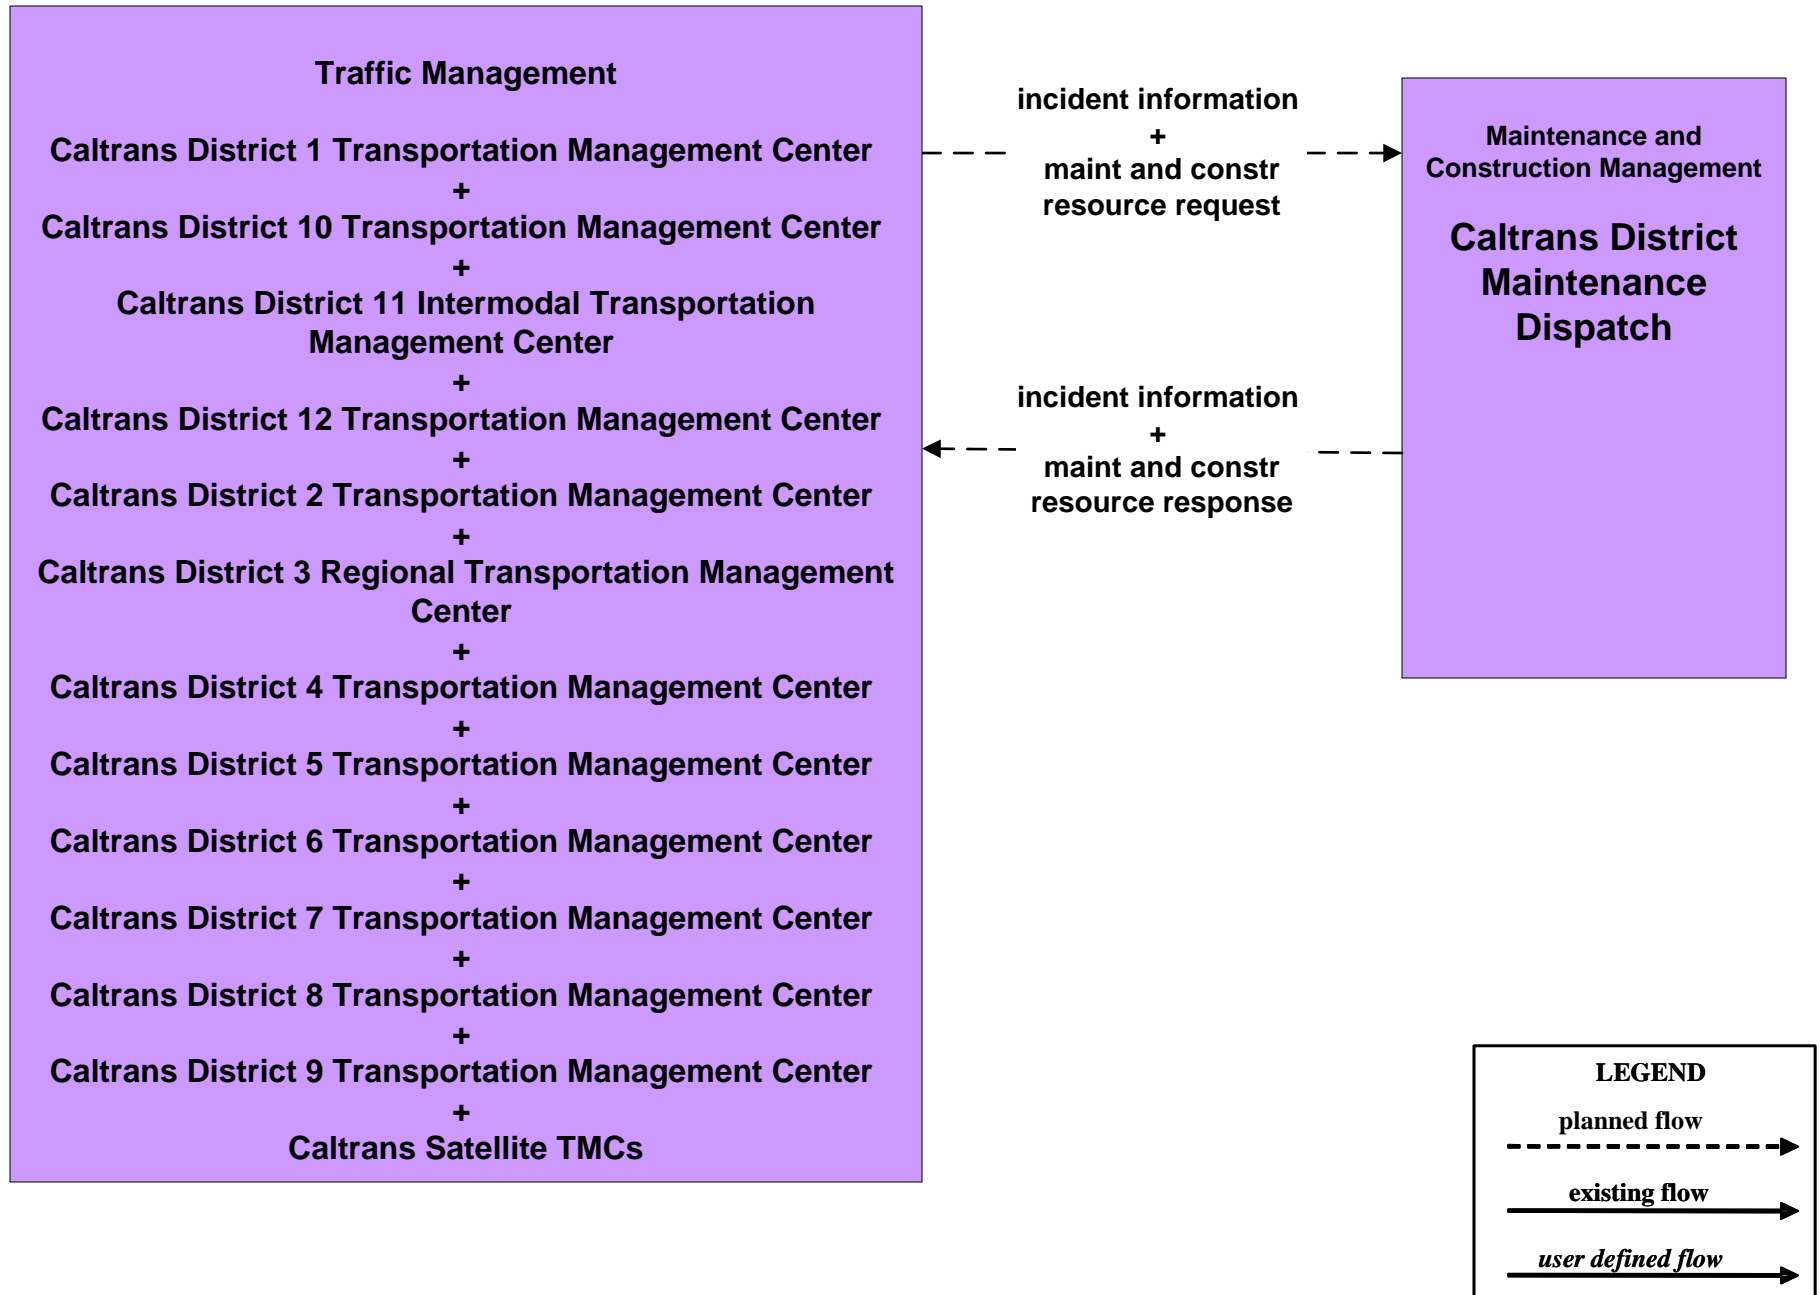 Traffic Management
Caltrans District 1 Transportation Management Center
+
Caltrans District 10 Transportation Management Center
+
Caltrans District 11 Intermodal Transportation
Management Center
+
Caltrans District 12 Transportation Management Center
+
Caltrans District 2 Transportation Management Center
+
Caltrans District 3 Regional Transportation Management
Center
+
Caltrans District 4 Transportation Management Center
+
Caltrans District 5 Transportation Management Center
+
Caltrans District 6 Transportation Management Center
+
Caltrans District 7 Transportation Management Center
+
Caltrans District 8 Transportation Management Center
+
Caltrans District 9 Transportation Management Center
+
Caltrans Satellite TMCs
incident information
+
maint and constr
resource request
incident information
+
maint and constr
resource response
Maintenance and
Construction Management
Caltrans District
Maintenance
Dispatch
LEGEND
planned flow
existing flow
user defined flow